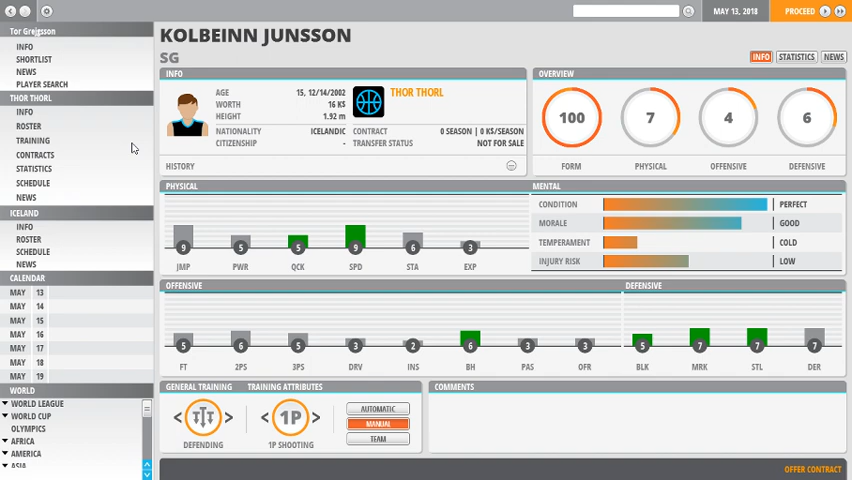 MAY 13, 2018 PROCEED
Tor Grejgsson
INFO
SHORTLIST
NEWS
PLAYER SEARCH
THOR THORL
INFO
ROSTER
TRAINING
CONTRACTS
STATISTICS
SCHEDULE
NEWS
ICELAND
INFO
ROSTER
SCHEDULE
NEWS
CALENDAR
MAY 13
MAY 14
MAY 15
MAY 16
MAY 17
MAY 18
MAY 19
WORLD
WORLD LEAGUE
WORLD CUP
OLYMPICS
AFRICA
AMERICA
ASIA
KOLBEINN JUNSSON
SG
INFO STATISTICS NEWS
INFO
AGE 15, 12/14/2002
WORTH 16 K$
HEIGHT 1.92 m
NATIONALITY ICELANDIC
CITIZENSHIP -
THOR THORL
CONTRACT 0 SEASON | 0 K$/SEASON
TRANSFER STATUS NOT FOR SALE
HISTORY
OVERVIEW
100 7 4 6
FORM PHYSICAL OFFENSIVE DEFENSIVE
PHYSICAL
9 5 5 9 6 3
JMP PWR QCK SPD STA EXP
MENTAL
CONDITION PERFECT
MORALE GOOD
TEMPERAMENT COLD
INJURY RISK LOW
OFFENSIVE
5 6 5 3 2 6 3 3
FT 2PS 3PS DRV INS BH PAS OFR
DEFENSIVE
5 7 7 7
BLK MRK STL DER
GENERAL TRAINING TRAINING ATTRIBUTES
< > < 1P >
DEFENDING 1P SHOOTING
AUTOMATIC
MANUAL
TEAM
COMMENTS
OFFER CONTRACT